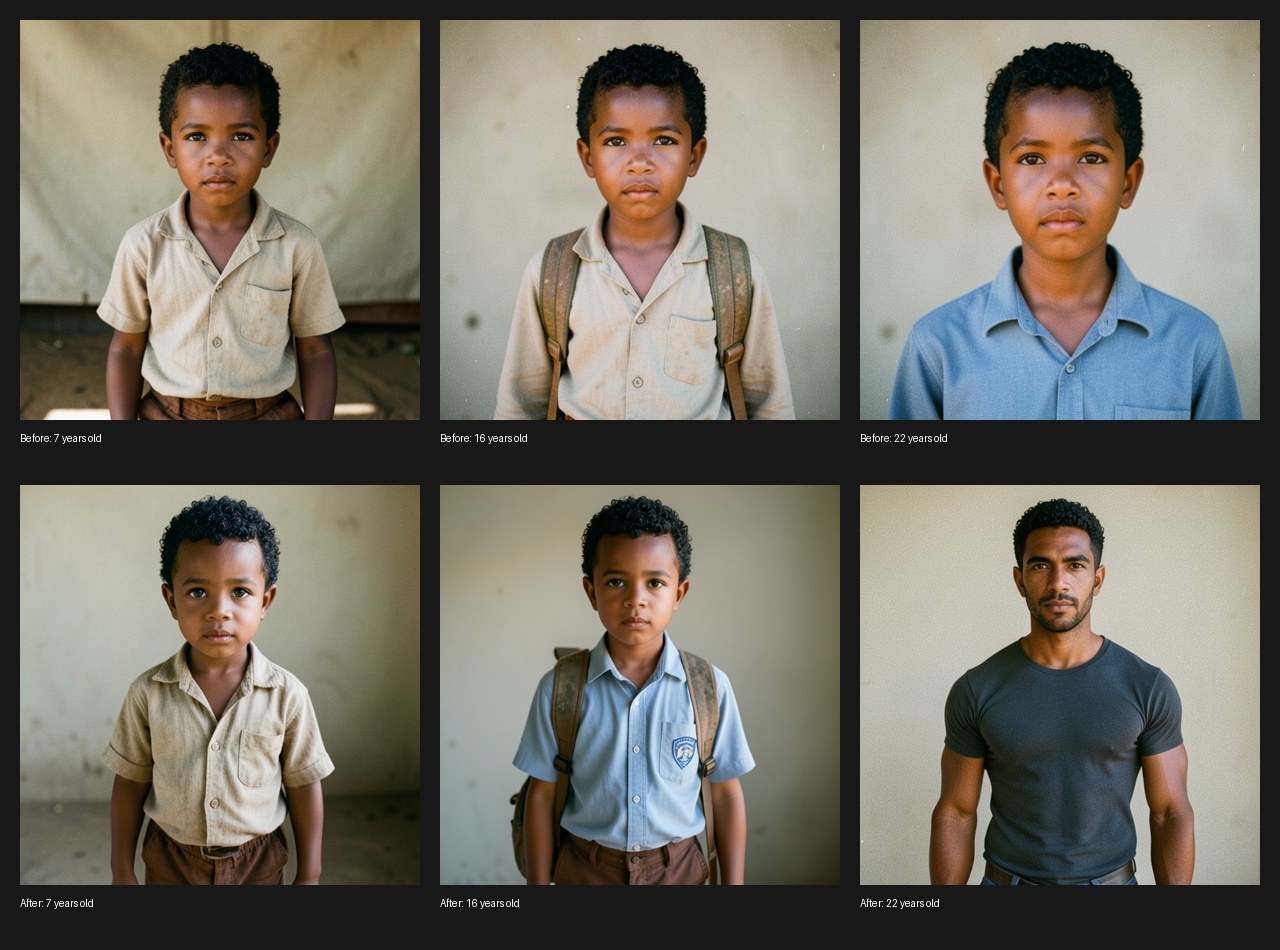 Before: 7 years old
Before: 16 years old
Before: 22 years old
After: 7 years old
After: 16 years old
After: 22 years old